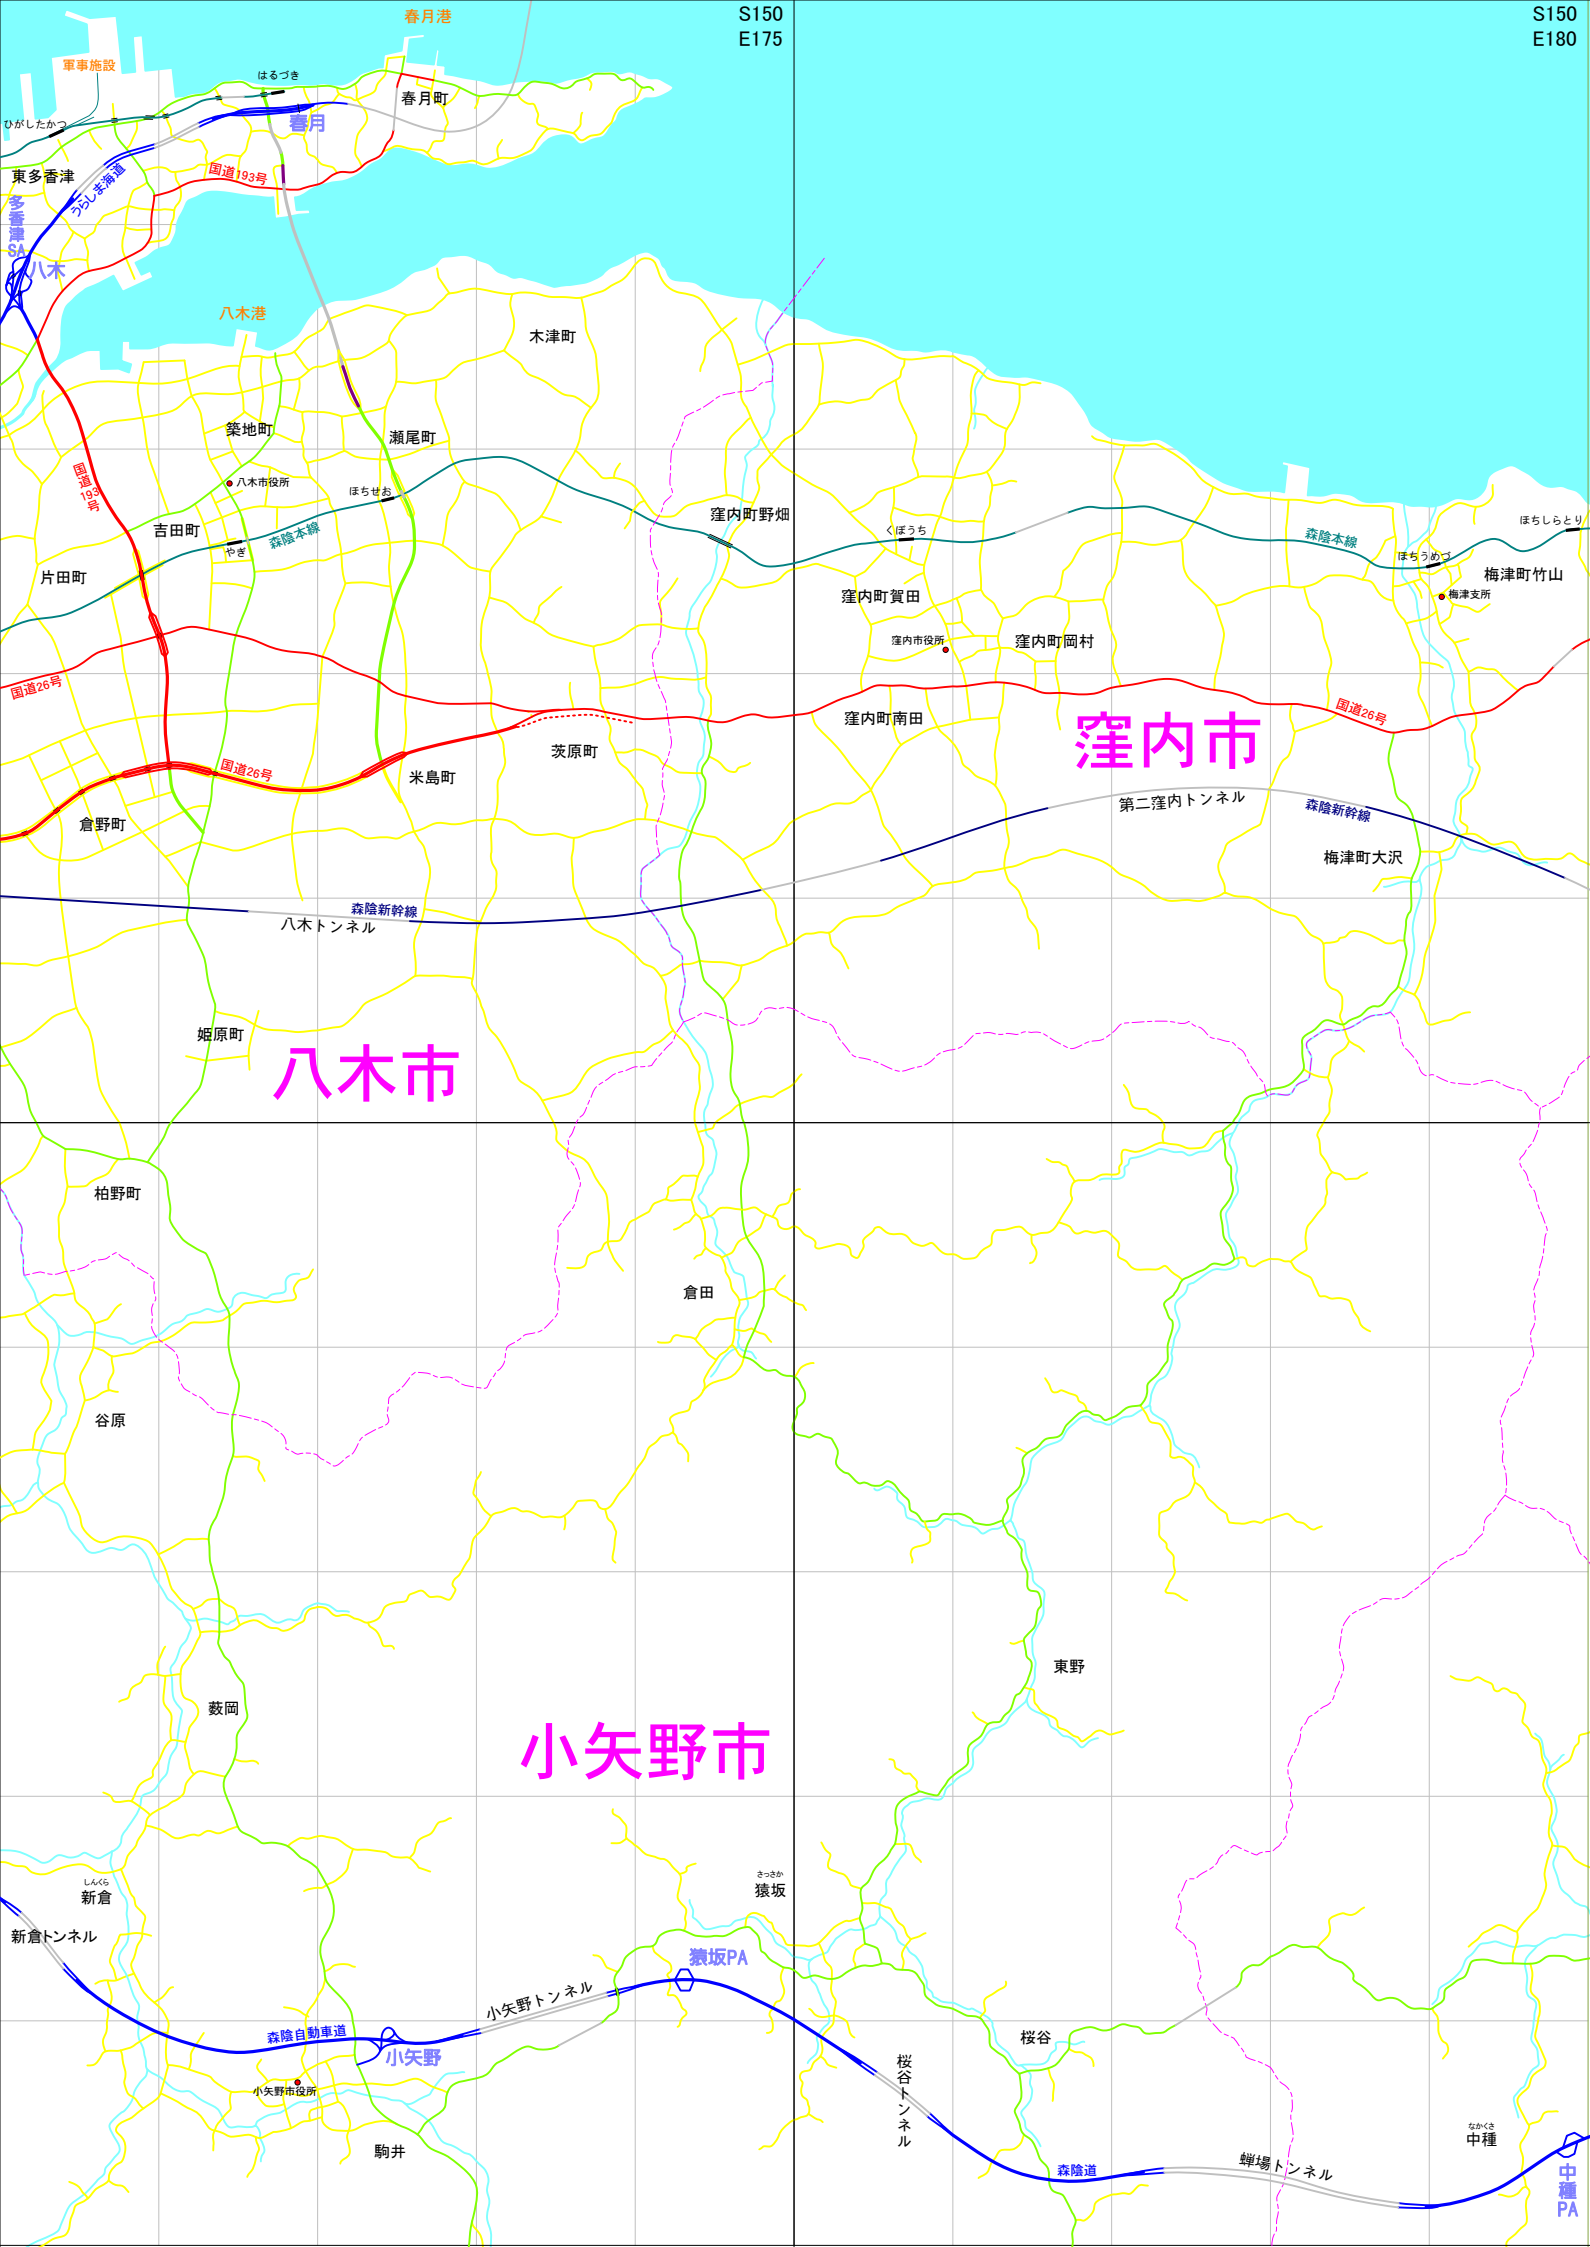 S150
E175
S150
E180
春月港
軍事施設
はるづき
春月町
ひがしたかつ
春月
東多香津
国道193号
うらしま海道
多香津SA
八木
八木港
木津町
築地町
瀬尾町
国道193号
八木市役所
ほちせお
吉田町
やぎ
森陰本線
片田町
窪内町野畑
くぼうち
森陰本線
ほちしらとり
ほちうめづ
梅津町竹山
梅津支所
窪内町賀田
窪内市役所
窪内町岡村
国道26号
窪内町南田
窪内市
国道26号
茨原町
国道26号
米島町
倉野町
第二窪内トンネル
森陰新幹線
梅津町大沢
森陰新幹線
八木トンネル
姫原町
八木市
柏野町
倉田
谷原
東野
薮岡
小矢野市
さっさか
猿坂
しんくら
新倉
新倉トンネル
猿坂PA
小矢野トンネル
森陰自動車道
小矢野
小矢野市役所
桜谷
桜谷トンネル
駒井
なかくさ
中種
森陰道
蝉場トンネル
中種PA